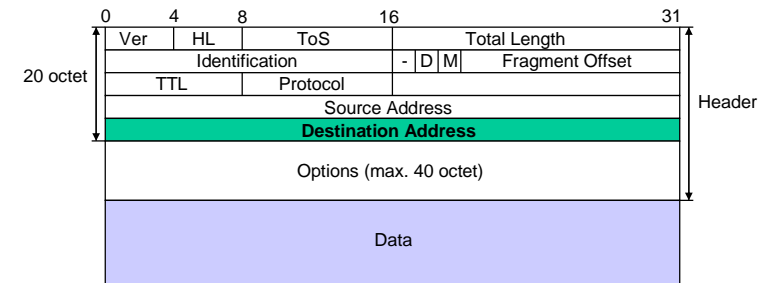 0 4 8 16 31
Ver HL ToS Total Length
Identification - D M Fragment Offset
20 octet
TTL Protocol
Source Address
Header
Destination Address
Options (max. 40 octet)
Data